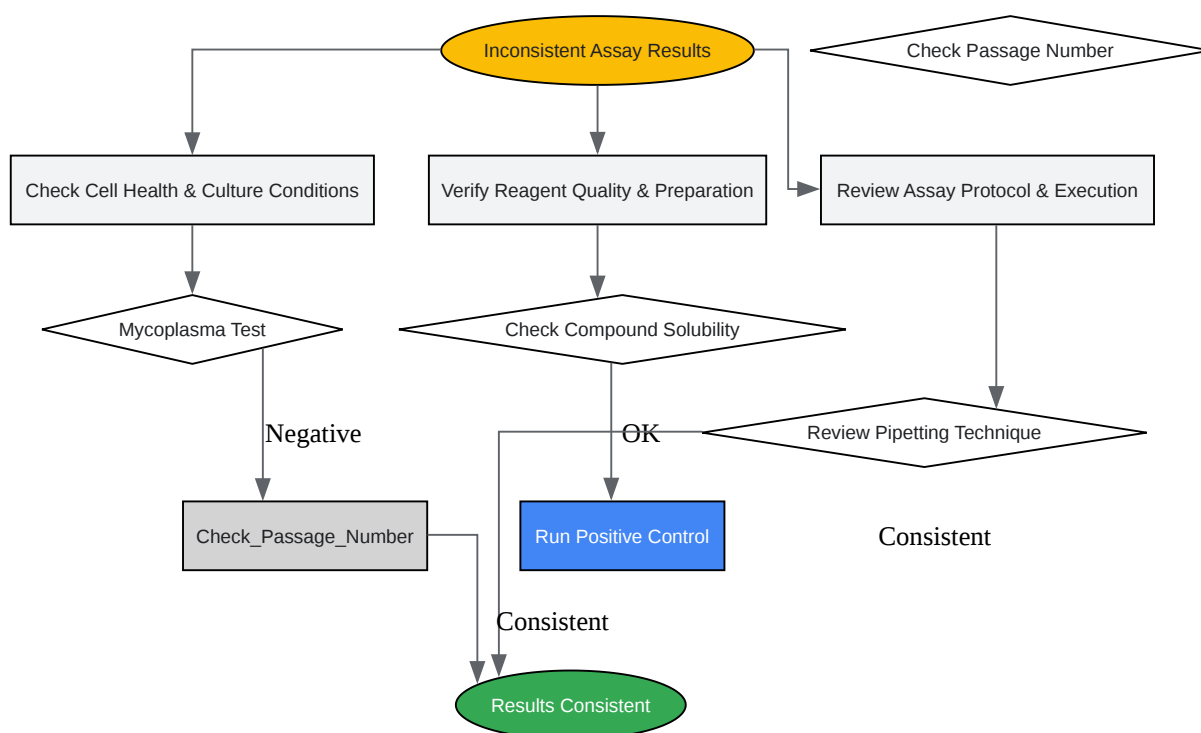 Inconsistent Assay Results
Check Passage Number
Check Cell Health & Culture Conditions
Verify Reagent Quality & Preparation
Review Assay Protocol & Execution
Mycoplasma Test
Check Compound Solubility
Negative
OK
Review Pipetting Technique
Check_Passage_Number
Run Positive Control
Consistent
Consistent
Results Consistent